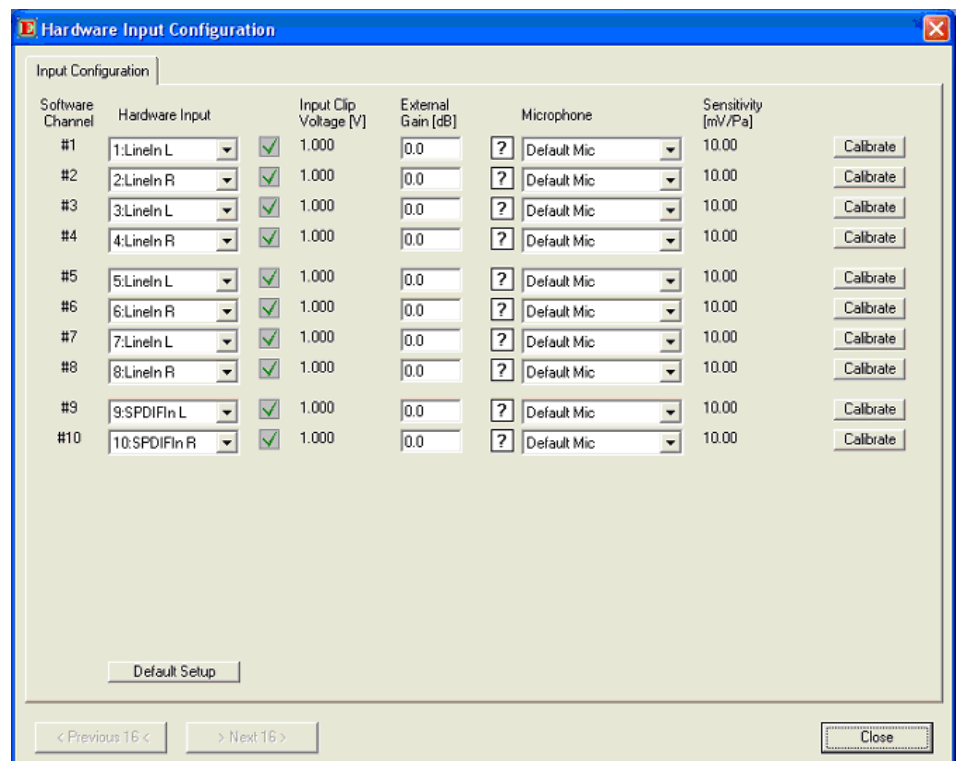 E Hardware Input Configuration
Input Configuration
Software Channel Hardware Input Input Clip Voltage [V] External Gain [dB] Microphone Sensitivity [mV/Pa]
#1 1:LineIn L 1.000 0.0 ? Default Mic 10.00 Calibrate
#2 2:LineIn R 1.000 0.0 ? Default Mic 10.00 Calibrate
#3 3:LineIn L 1.000 0.0 ? Default Mic 10.00 Calibrate
#4 4:LineIn R 1.000 0.0 ? Default Mic 10.00 Calibrate
#5 5:LineIn L 1.000 0.0 ? Default Mic 10.00 Calibrate
#6 6:LineIn R 1.000 0.0 ? Default Mic 10.00 Calibrate
#7 7:LineIn L 1.000 0.0 ? Default Mic 10.00 Calibrate
#8 8:LineIn R 1.000 0.0 ? Default Mic 10.00 Calibrate
#9 9:SPDIFIn L 1.000 0.0 ? Default Mic 10.00 Calibrate
#10 10:SPDIFIn R 1.000 0.0 ? Default Mic 10.00 Calibrate
Default Setup
< Previous 16 < > Next 16 > Close